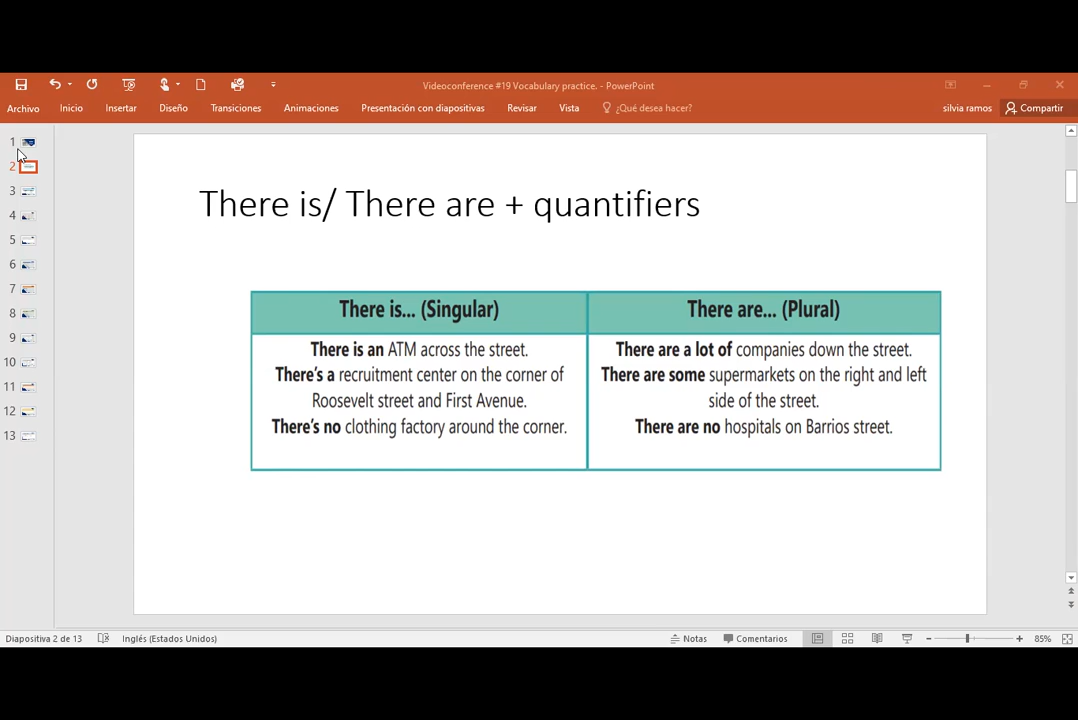 Videoconference #19 Vocabulary practice. - PowerPoint
Archivo Inicio Insertar Diseño Transiciones Animaciones Presentación con diapositivas Revisar Vista ¿Qué desea hacer? silvia ramos Compartir
1
2
3
4
5
6
7
8
9
10
11
12
13
There is/ There are + quantifiers
There is... (Singular)
There is an ATM across the street.
There's a recruitment center on the corner of
Roosevelt street and First Avenue.
There's no clothing factory around the corner.
There are... (Plural)
There are a lot of companies down the street.
There are some supermarkets on the right and left
side of the street.
There are no hospitals on Barrios street.
Diapositiva 2 de 13 Inglés (Estados Unidos) Notas Comentarios 85%